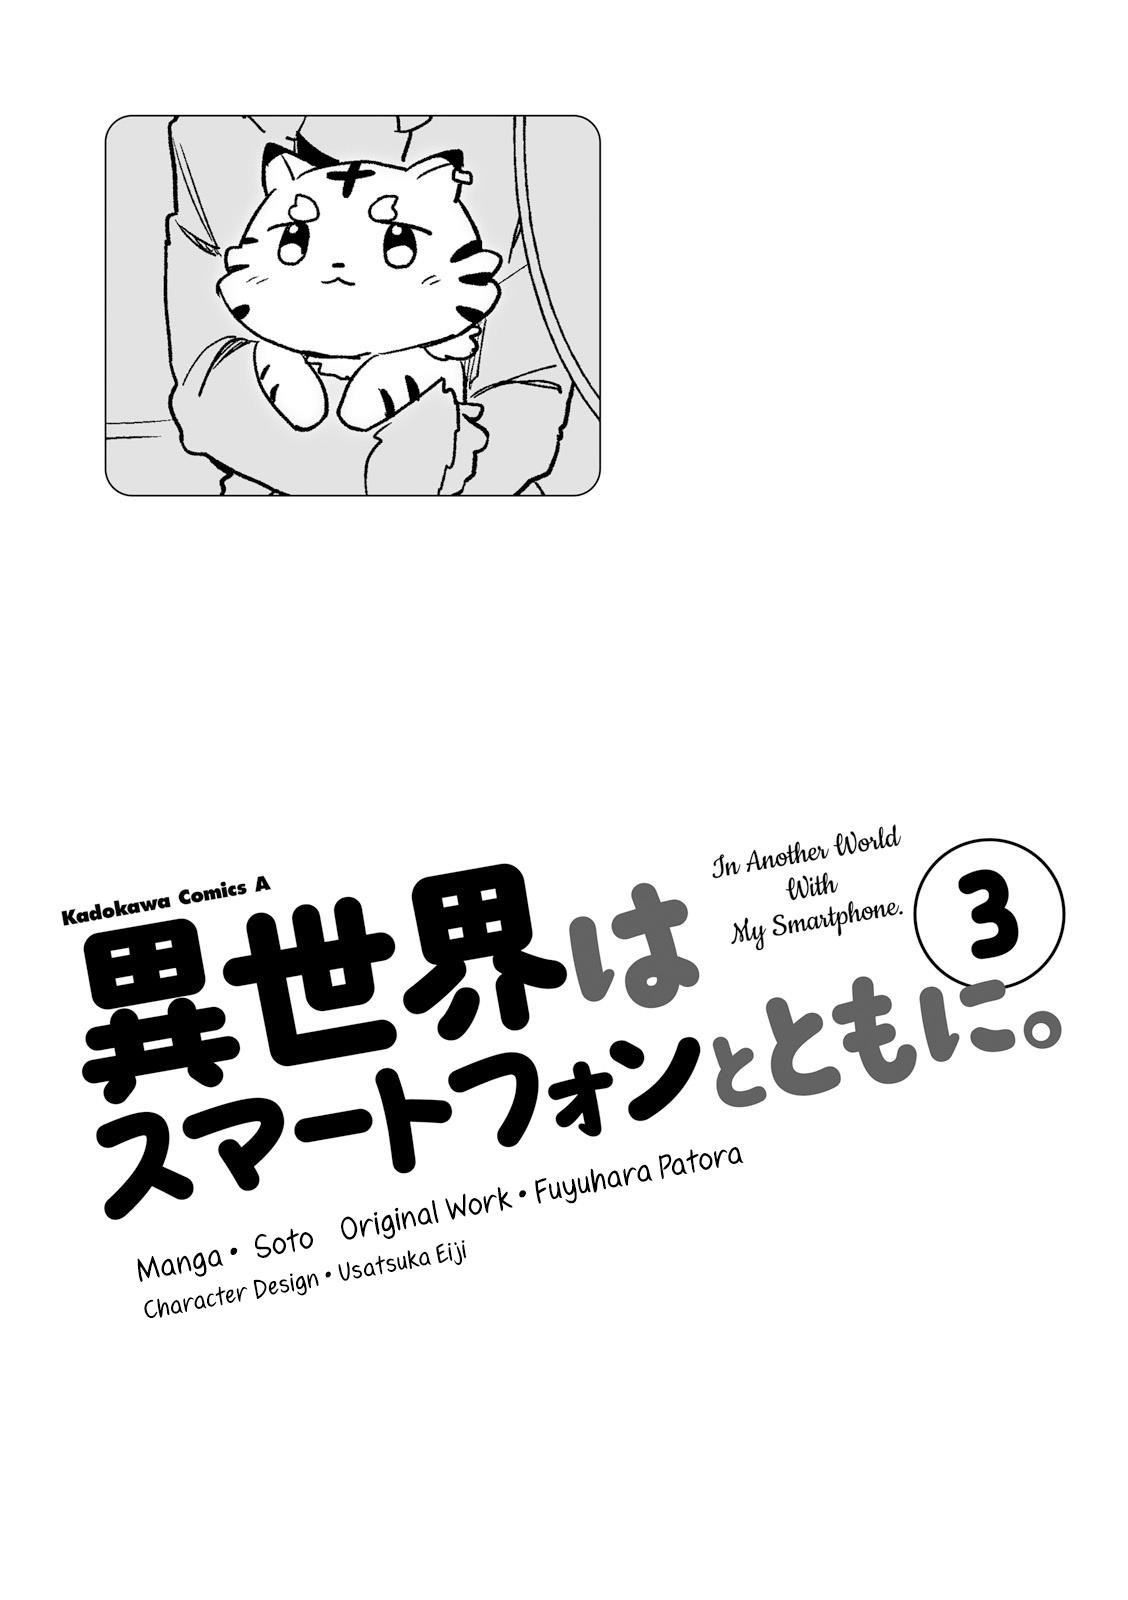 Kadokawa Comics A
異世界は
スマートフォンとともに。
In Another World
With
My Smartphone.
3
Manga・ Soto Original Work・Fuyuhara Patora
Character Design・Usatsuka Eiji